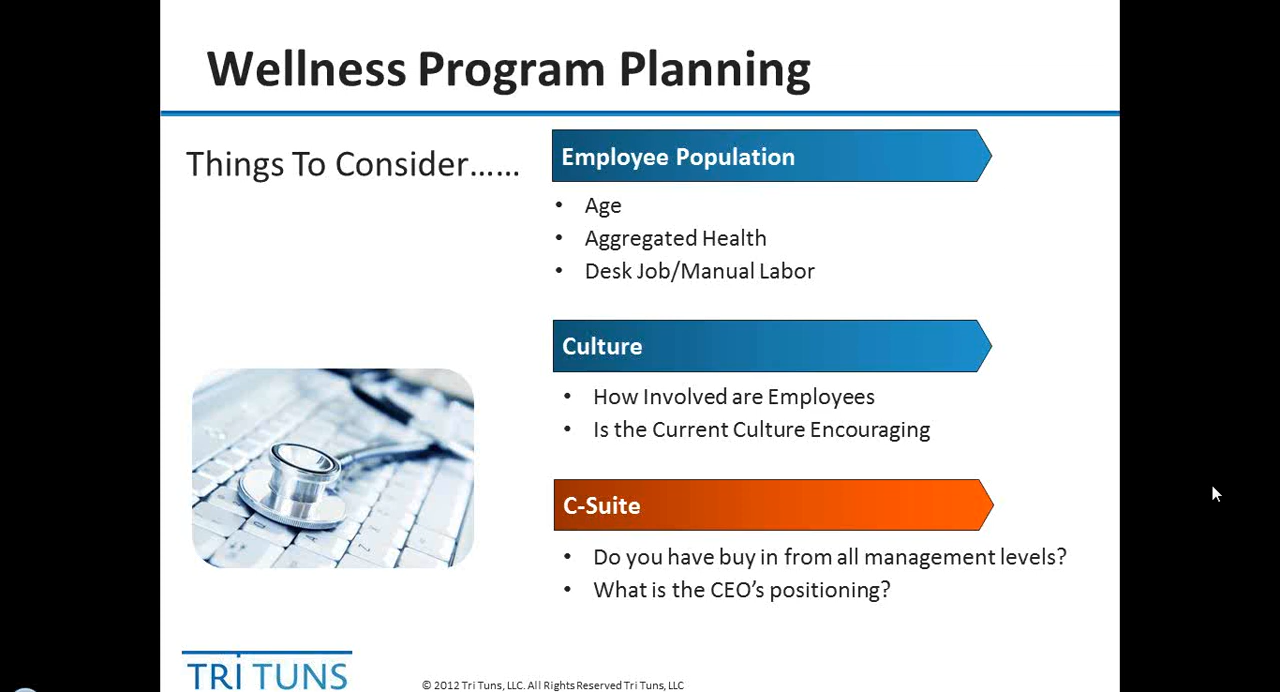 Wellness Program Planning
Things To Consider......
Employee Population
• Age
• Aggregated Health
• Desk Job/Manual Labor
Culture
• How Involved are Employees
• Is the Current Culture Encouraging
C-Suite
• Do you have buy in from all management levels?
• What is the CEO’s positioning?
TRi TUNS
© 2012 Tri Tuns, LLC. All Rights Reserved Tri Tuns, LLC